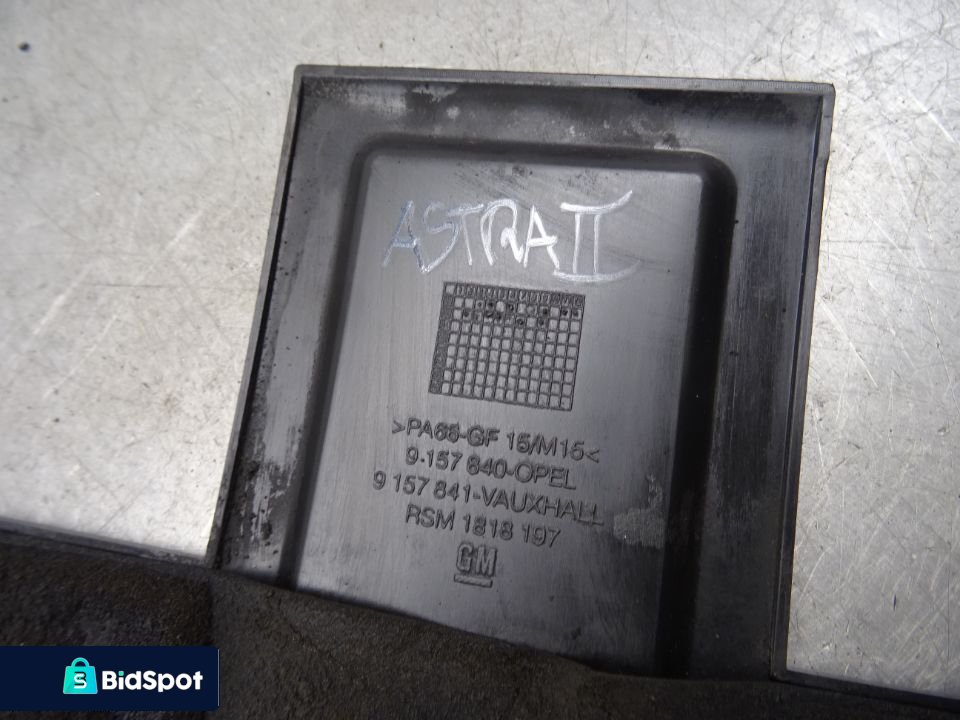 ASTRA II
>PA66-GF 15/M15<
9-157 840-OPEL
9 157 841-VAUXHALL
RSM 1818 197
GM
BidSpot